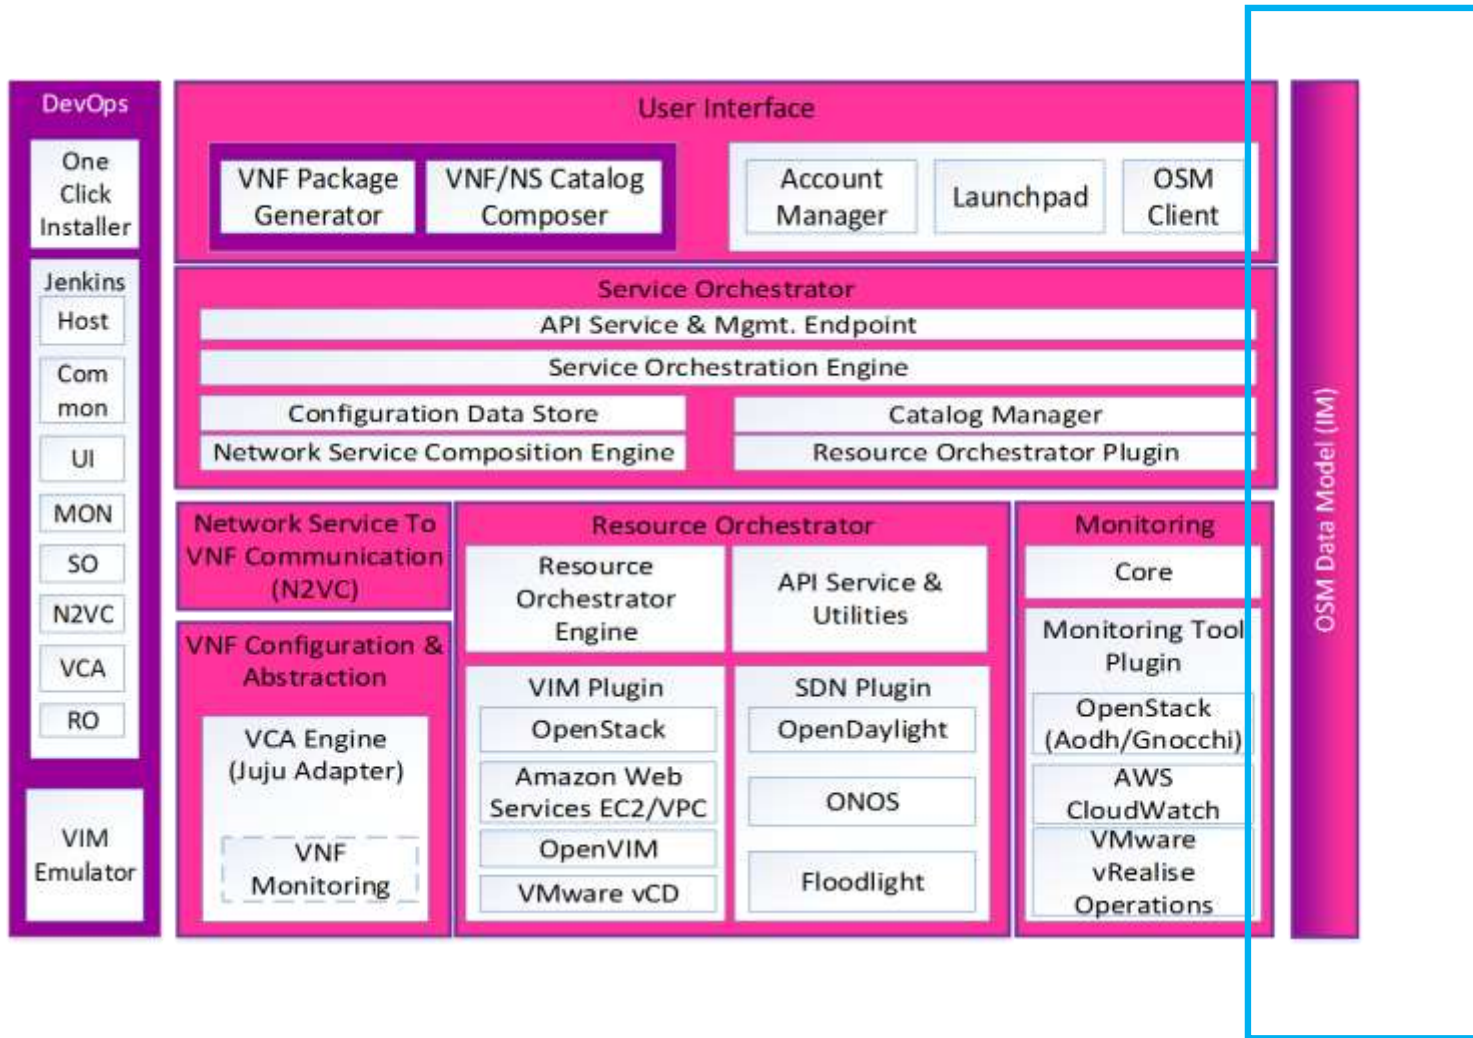 DevOps
One
Click
Installer
Jenkins
Host
Com
mon
UI
MON
SO
N2VC
VCA
RO
VIM
Emulator
User Interface
VNF Package
Generator
VNF/NS Catalog
Composer
Account
Manager
Launchpad
OSM
Client
Service Orchestrator
API Service & Mgmt. Endpoint
Service Orchestration Engine
Configuration Data Store
Catalog Manager
Network Service Composition Engine
Resource Orchestrator Plugin
Network Service To
VNF Communication
(N2VC)
VNF Configuration &
Abstraction
VCA Engine
(Juju Adapter)
VNF
Monitoring
Resource Orchestrator
Resource
Orchestrator
Engine
API Service &
Utilities
VIM Plugin
OpenStack
Amazon Web
Services EC2/VPC
OpenVIM
VMware vCD
SDN Plugin
OpenDaylight
ONOS
Floodlight
Monitoring
Core
Monitoring Tool
Plugin
OpenStack
(Aodh/Gnocchi)
AWS
CloudWatch
VMware
vRealise
Operations
OSM Data Model (IM)